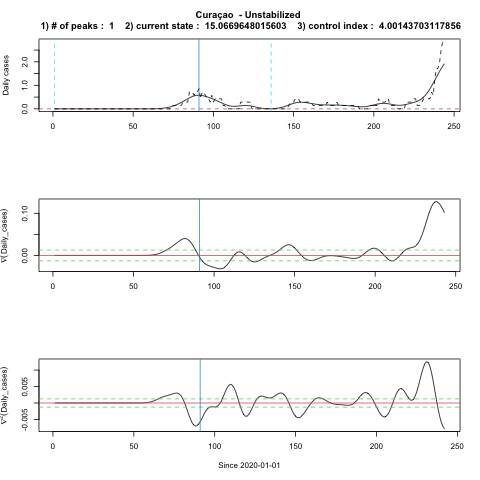 Curaçao - Unstabilized
1) # of peaks : 1 2) current state : 15.0669648015603 3) control index : 4.00143703117856
Daily cases
0.0 1.0 2.0
0 50 100 150 200 250
∇(Daily_cases)
0.00 0.10
0 50 100 150 200 250
∇²(Daily_cases)
-0.005 0.005
0 50 100 150 200 250
Since 2020-01-01